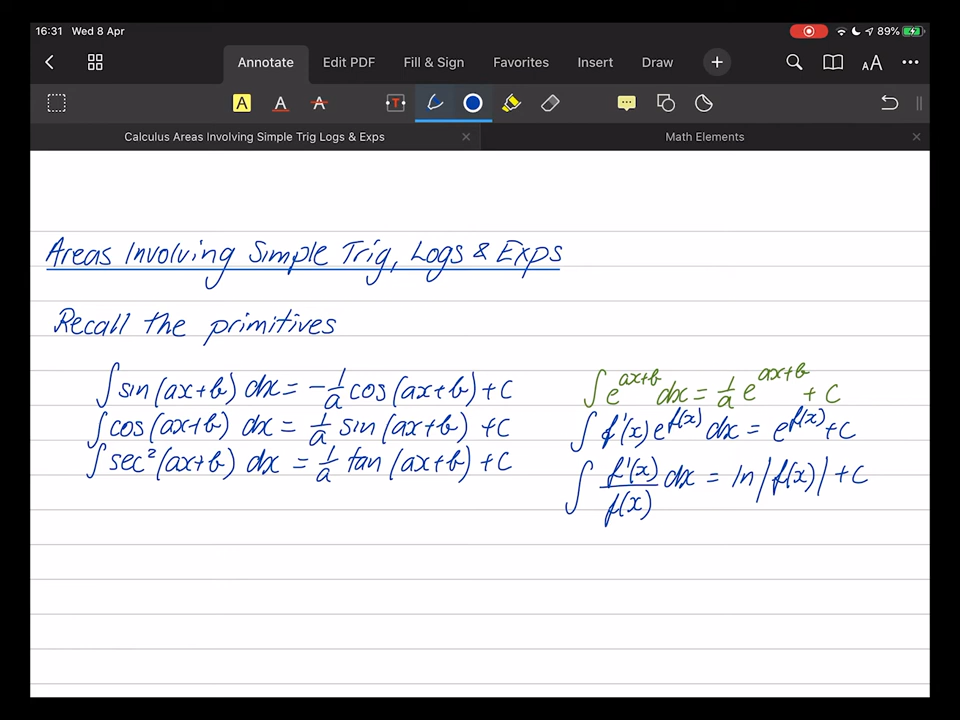 16:31 Wed 8 Apr 89%
Annotate Edit PDF Fill & Sign Favorites Insert Draw
Calculus Areas Involving Simple Trig Logs & Exps × Math Elements ×
Areas Involving Simple Trig, Logs & Exps
Recall the primitives
∫ sin (ax+b) dx = -1/a cos (ax+b) + C
∫ cos (ax+b) dx = 1/a sin (ax+b) + C
∫ sec² (ax+b) dx = 1/a tan (ax+b) + C
∫ e^(ax+b) dx = 1/a e^(ax+b) + C
∫ f'(x) e^f(x) dx = e^f(x) + C
∫ f'(x)/f(x) dx = ln |f(x)| + C